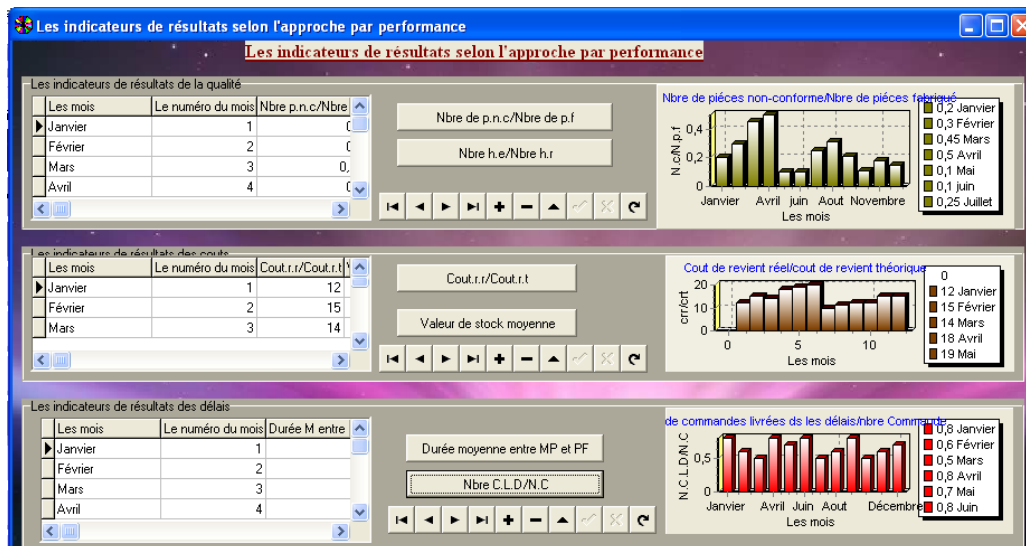 Les indicateurs de résultats selon l'approche par performance
Les indicateurs de résultats selon l'approche par performance
Les indicateurs de résultats de la qualité
Les mois Le numéro du mois Nbre p.n.c/Nbre
Janvier 1
Février 2
Mars 3 0,
Avril 4
Nbre de p.n.c/Nbre de p.f
Nbre h.e/Nbre h.r
Nbre de piéces non-conforme/Nbre de piéces fabriqué
N.c/N.p.f
0,4
0,2
0
Janvier Avril juin Aout Novembre
Les mois
0,2 Janvier
0,3 Février
0,45 Mars
0,5 Avril
0,1 Mai
0,1 juin
0,25 Juillet
Les indicateurs de résultats des couts
Les mois Le numéro du mois Cout.r.r/Cout.r.t
Janvier 1 12
Février 2 15
Mars 3 14
Cout.r.r/Cout.r.t
Valeur de stock moyenne
Cout de revient réel/cout de revient théorique
crr/crt
20
10
0
0 5 10
Les mois
0
12 Janvier
15 Février
14 Mars
18 Avril
19 Mai
Les indicateurs de résultats des délais
Les mois Le numéro du mois Durée M entre
Janvier 1
Février 2
Mars 3
Avril 4
Durée moyenne entre MP et PF
Nbre C.L.D/N.C
de commandes livrées ds les délais/nbre Commande
N.C.L.D/N.C
0,5
0
Janvier Avril Juin Aout Décembre
Les mois
0,8 Janvier
0,6 Février
0,5 Mars
0,8 Avril
0,7 Mai
0,8 Juin